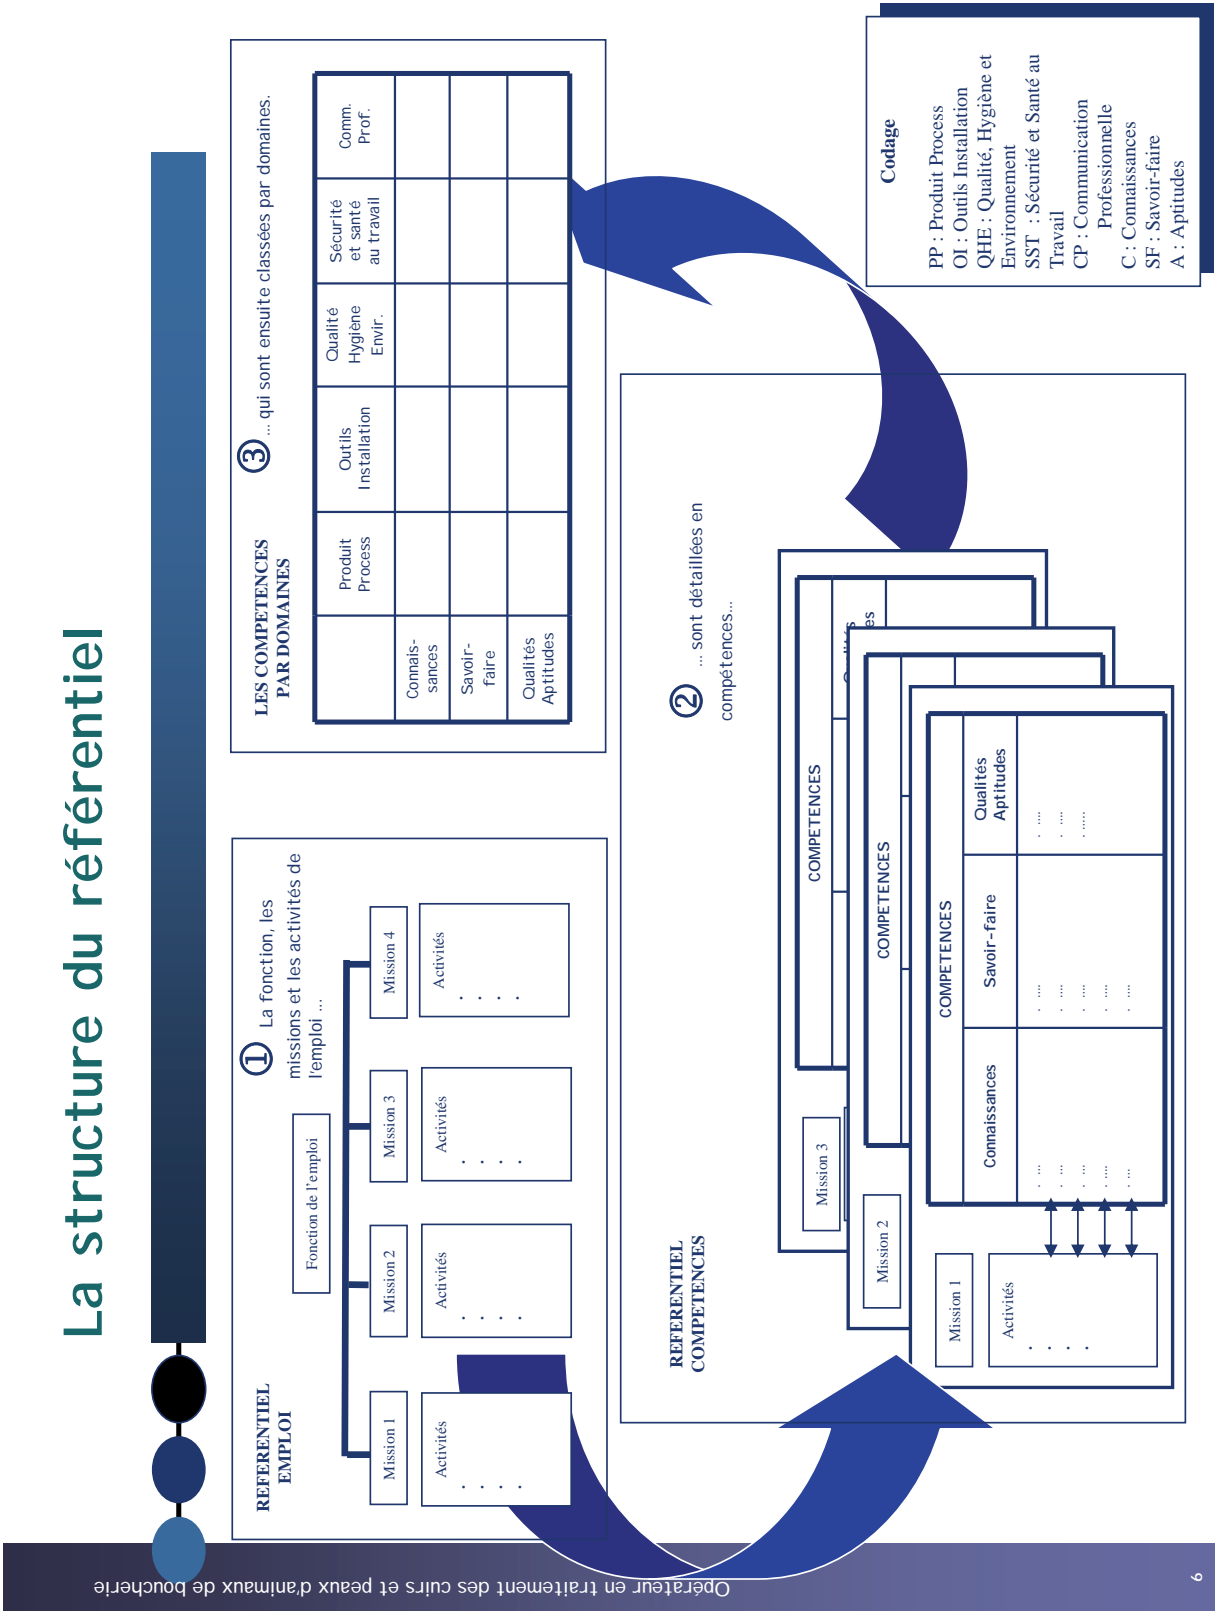 La structure du référentiel
REFERENTIEL
EMPLOI
① La fonction, les
missions et les activités de
l'emploi ...
Fonction de l'emploi
Mission 1
Mission 2
Mission 3
Mission 4
Activités
Activités
Activités
Activités
LES COMPETENCES
PAR DOMAINES
③ ... qui sont ensuite classées par domaines.
Produit
Process
Outils
Installation
Qualité
Hygiène
Envir.
Sécurité
et santé
au travail
Comm.
Prof.
Connais-
sances
Savoir-
faire
Qualités
Aptitudes
REFERENTIEL
COMPETENCES
② ... sont détaillées en
compétences...
Mission 3
COMPETENCES
Mission 2
COMPETENCES
Mission 1
Activités
COMPETENCES
Connaissances
Savoir-faire
Qualités
Aptitudes
Codage
PP : Produit Process
OI : Outils Installation
QHE : Qualité, Hygiène et
Environnement
SST : Sécurité et Santé au
Travail
CP : Communication
Professionnelle
C : Connaissances
SF : Savoir-faire
A : Aptitudes
Opérateur en traitement des cuirs et peaux d'animaux de boucherie
9